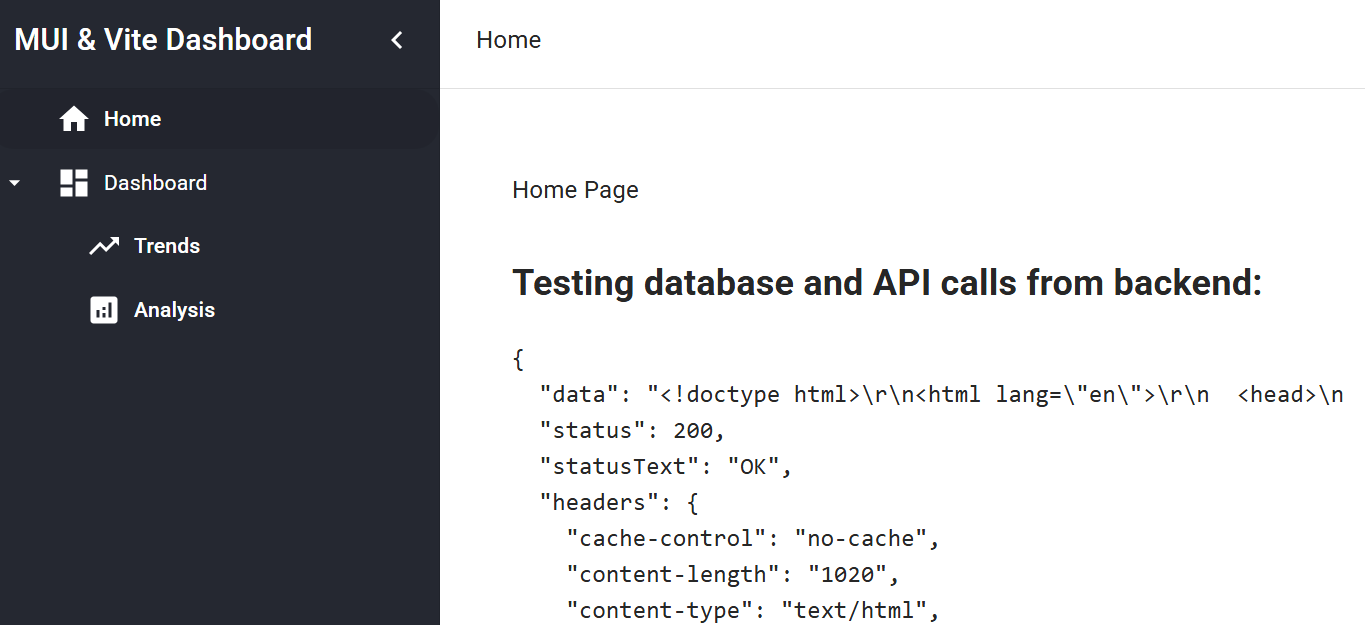 MUI & Vite Dashboard
Home
Dashboard
Trends
Analysis
Home
Home Page
Testing database and API calls from backend:
{
  "data": "<!doctype html>\r\n<html lang=\"en\">\r\n  <head>\n
  "status": 200,
  "statusText": "OK",
  "headers": {
    "cache-control": "no-cache",
    "content-length": "1020",
    "content-type": "text/html",